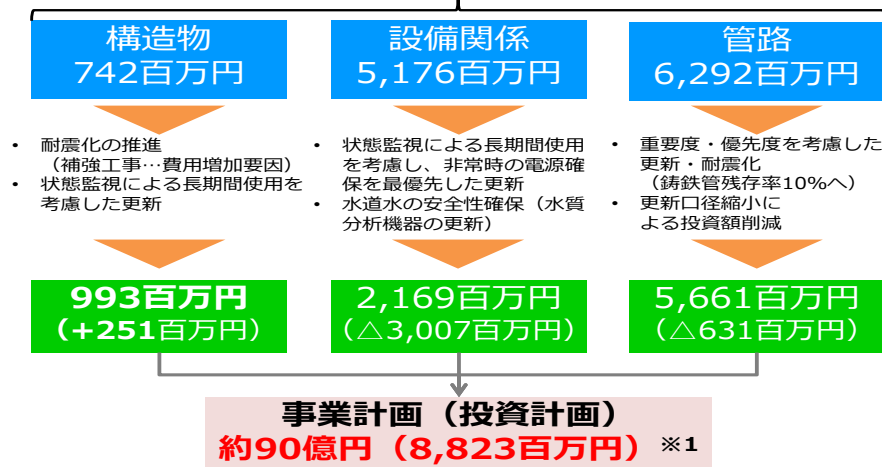 構造物
742百万円
設備関係
5,176百万円
管路
6,292百万円
• 耐震化の推進
（補強工事…費用増加要因）
• 状態監視による長期間使用を
考慮した更新
• 状態監視による長期間使用
を考慮し、非常時の電源確
保を最優先した更新
• 水道水の安全性確保（水質
分析機器の更新）
• 重要度・優先度を考慮した
更新・耐震化
（鋳鉄管残存率10%へ）
• 更新口径縮小に
よる投資額削減
993百万円
（+251百万円）
2,169百万円
（△3,007百万円）
5,661百万円
（△631百万円）
事業計画（投資計画）
約90億円（8,823百万円） ※1